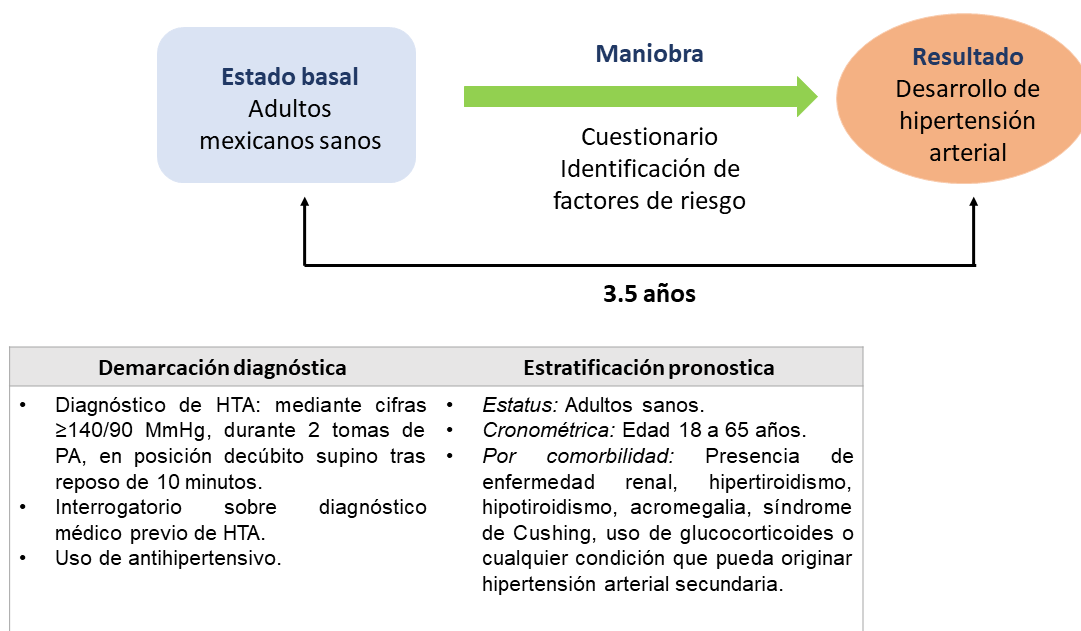 Estado basal
Adultos
mexicanos sanos
Maniobra
Cuestionario
Identificación de
factores de riesgo
Resultado
Desarrollo de
hipertensión
arterial
3.5 años
Demarcación diagnóstica
• Diagnóstico de HTA: mediante cifras
≥140/90 MmHg, durante 2 tomas de
PA, en posición decúbito supino tras
reposo de 10 minutos.
• Interrogatorio sobre diagnóstico
médico previo de HTA.
• Uso de antihipertensivo.
Estratificación pronostica
• Estatus: Adultos sanos.
• Cronométrica: Edad 18 a 65 años.
• Por comorbilidad: Presencia de
enfermedad renal, hipertiroidismo,
hipotiroidismo, acromegalia, síndrome
de Cushing, uso de glucocorticoides o
cualquier condición que pueda originar
hipertensión arterial secundaria.